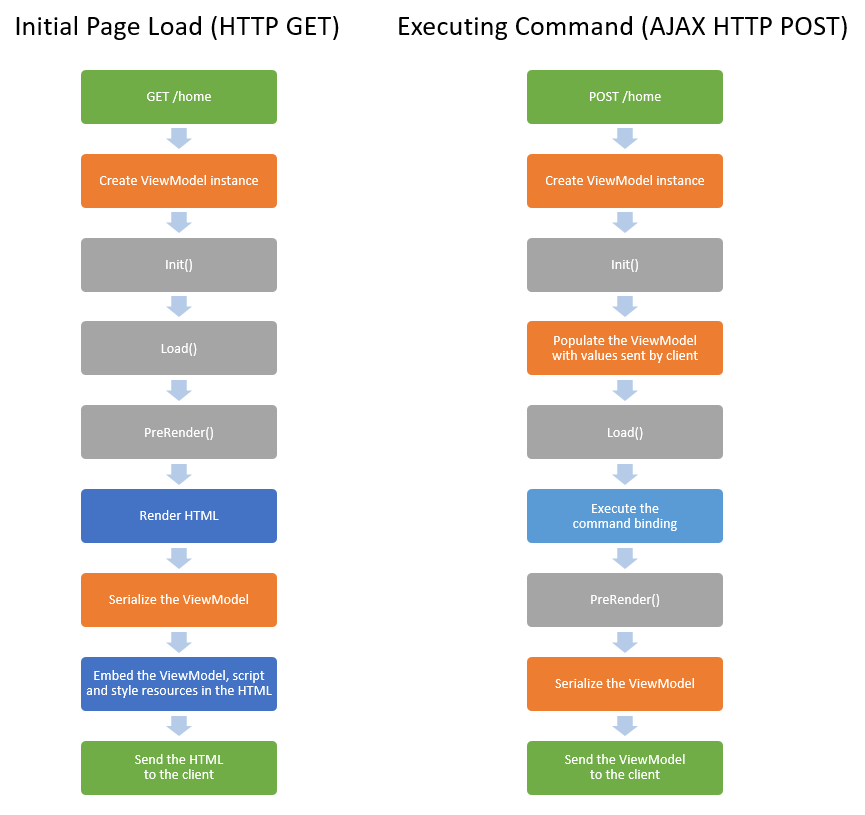 Initial Page Load (HTTP GET)
GET /home
Create ViewModel instance
Init()
Load()
PreRender()
Render HTML
Serialize the ViewModel
Embed the ViewModel, script
and style resources in the HTML
Send the HTML
to the client
Executing Command (AJAX HTTP POST)
POST /home
Create ViewModel instance
Init()
Populate the ViewModel
with values sent by client
Load()
Execute the
command binding
PreRender()
Serialize the ViewModel
Send the ViewModel
to the client